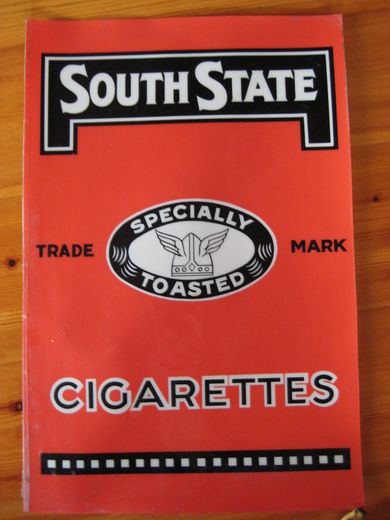 SOUTH STATE
TRADE MARK
SPECIALLY
TOASTED
CIGARETTES